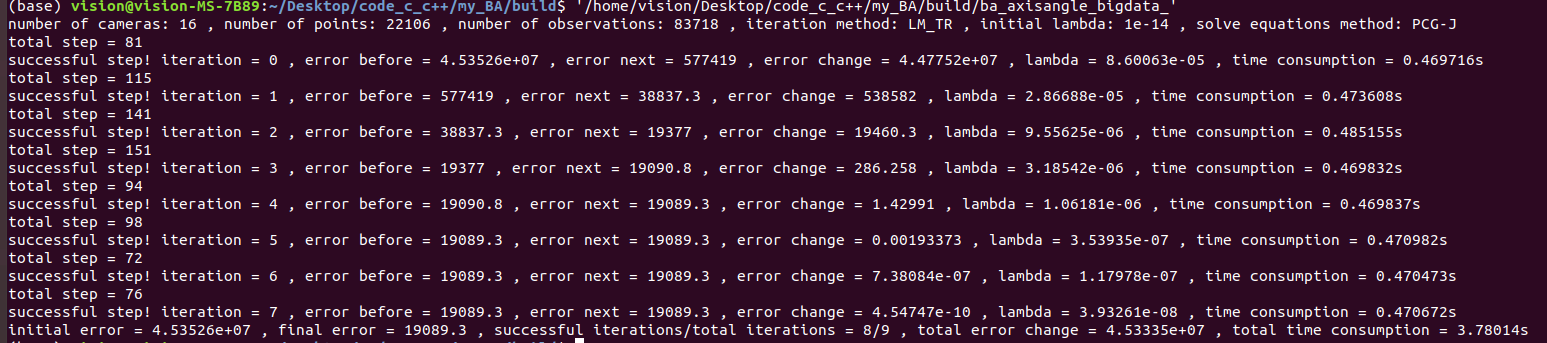 (base) vision@vision-MS-7B89:~/Desktop/code_c_c++/my_BA/build$ '/home/vision/Desktop/code_c_c++/my_BA/build/ba_axisangle_bigdata_'
number of cameras: 16 , number of points: 22106 , number of observations: 83718 , iteration method: LM_TR , initial lambda: 1e-14 , solve equations method: PCG-J
total step = 81
successful step! iteration = 0 , error before = 4.53526e+07 , error next = 577419 , error change = 4.47752e+07 , lambda = 8.60063e-05 , time consumption = 0.469716s
total step = 115
successful step! iteration = 1 , error before = 577419 , error next = 38837.3 , error change = 538582 , lambda = 2.86688e-05 , time consumption = 0.473608s
total step = 141
successful step! iteration = 2 , error before = 38837.3 , error next = 19377 , error change = 19460.3 , lambda = 9.55625e-06 , time consumption = 0.485155s
total step = 151
successful step! iteration = 3 , error before = 19377 , error next = 19090.8 , error change = 286.258 , lambda = 3.18542e-06 , time consumption = 0.469832s
total step = 94
successful step! iteration = 4 , error before = 19090.8 , error next = 19089.3 , error change = 1.42991 , lambda = 1.06181e-06 , time consumption = 0.469837s
total step = 98
successful step! iteration = 5 , error before = 19089.3 , error next = 19089.3 , error change = 0.00193373 , lambda = 3.53935e-07 , time consumption = 0.470982s
total step = 72
successful step! iteration = 6 , error before = 19089.3 , error next = 19089.3 , error change = 7.38084e-07 , lambda = 1.17978e-07 , time consumption = 0.470473s
total step = 76
successful step! iteration = 7 , error before = 19089.3 , error next = 19089.3 , error change = 4.54747e-10 , lambda = 3.93261e-08 , time consumption = 0.470672s
initial error = 4.53526e+07 , final error = 19089.3 , successful iterations/total iterations = 8/9 , total error change = 4.53335e+07 , total time consumption = 3.78014s